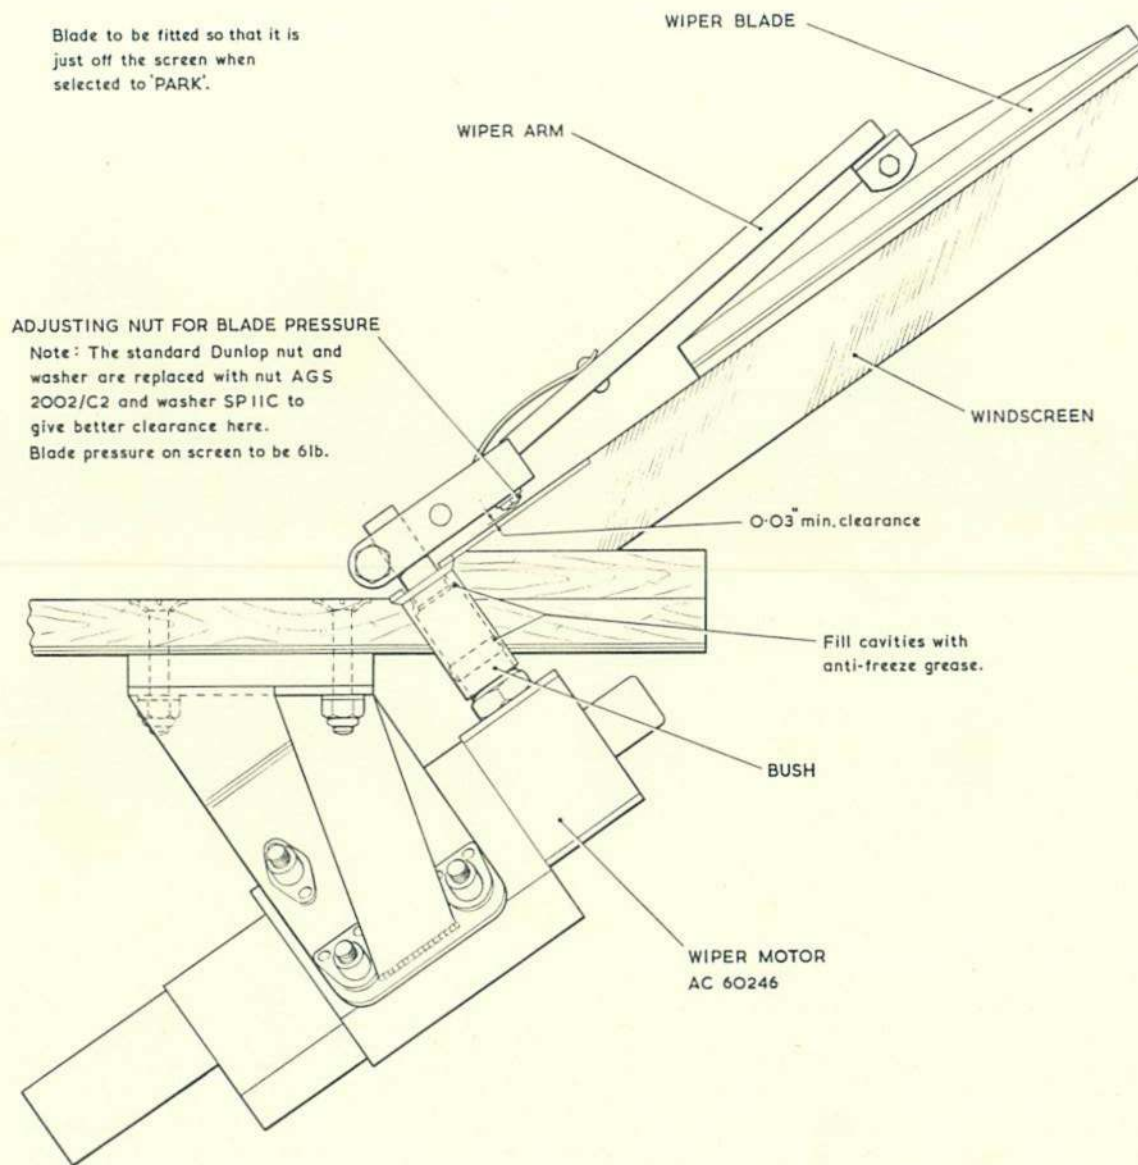 Blade to be fitted so that it is
just off the screen when
selected to 'PARK'.
WIPER BLADE
WIPER ARM
ADJUSTING NUT FOR BLADE PRESSURE
Note: The standard Dunlop nut and
washer are replaced with nut AGS
2002/C2 and washer SP11C to
give better clearance here.
Blade pressure on screen to be 6lb.
WINDSCREEN
0·03" min. clearance
Fill cavities with
anti-freeze grease.
BUSH
WIPER MOTOR
AC 60246